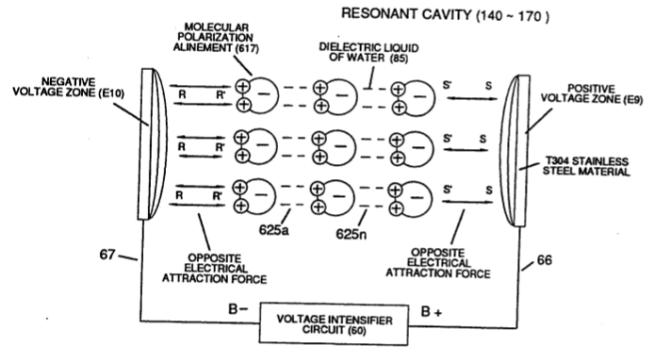 RESONANT CAVITY (140 ~ 170 )
MOLECULAR
POLARIZATION
ALINEMENT (617)
DIELECTRIC LIQUID
OF WATER (85)
NEGATIVE
VOLTAGE ZONE (E10)
POSITIVE
VOLTAGE ZONE (E9)
R R' + + − − − S' S
R R' + + − − − S' S
R R' + + − − − S' S
T304 STAINLESS
STEEL MATERIAL
625a 625n
67
OPPOSITE
ELECTRICAL
ATTRACTION FORCE
OPPOSITE
ELECTRICAL
ATTRACTION FORCE
66
B− B +
VOLTAGE INTENSIFIER
CIRCUIT (60)